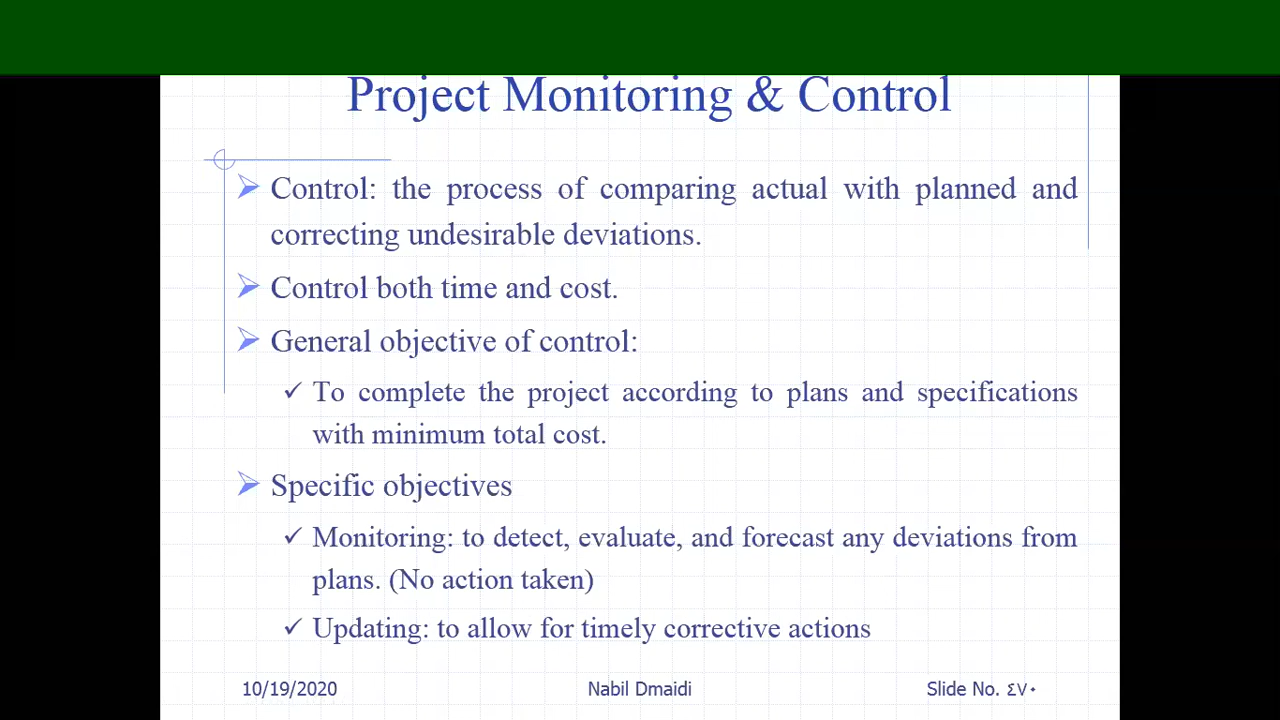 Project Monitoring & Control
Control: the process of comparing actual with planned and
correcting undesirable deviations.
Control both time and cost.
General objective of control:
To complete the project according to plans and specifications
with minimum total cost.
Specific objectives
Monitoring: to detect, evaluate, and forecast any deviations from
plans. (No action taken)
Updating: to allow for timely corrective actions
10/19/2020 Nabil Dmaidi Slide No. ٤٧٠